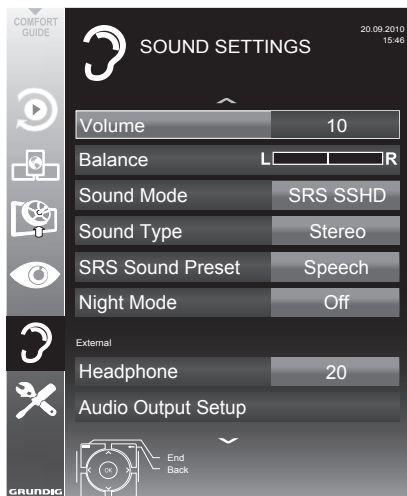 COMFORT
GUIDE
SOUND SETTINGS
20.09.2010
15:46
Volume 10
Balance L R
Sound Mode SRS SSHD
Sound Type Stereo
SRS Sound Preset Speech
Night Mode Off
External
Headphone 20
Audio Output Setup
OK
End
Back
GRUNDIG